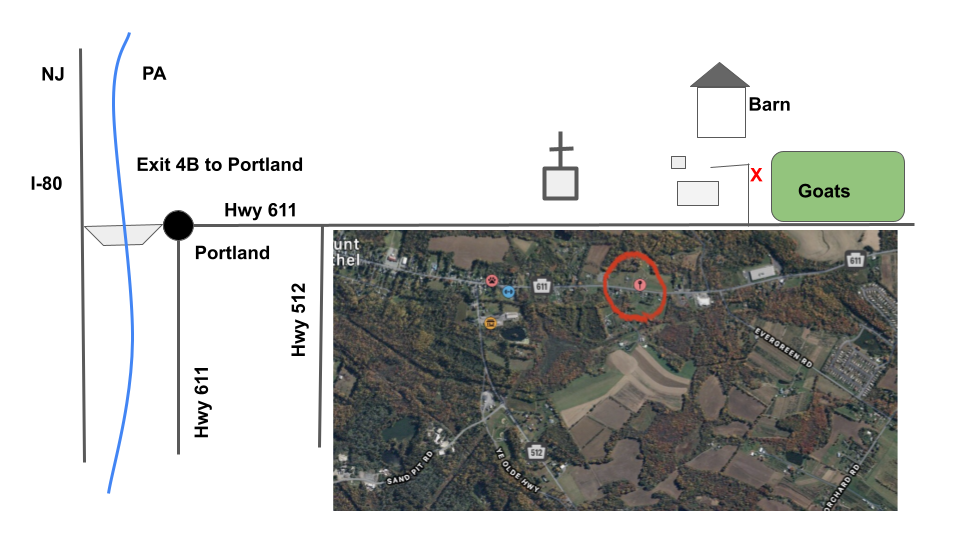 NJ
PA
Barn
Exit 4B to Portland
I-80
X
Goats
Hwy 611
Portland
Hwy 512
Hwy 611
unt
thel
611
611
EVERGREEN RD
512
SAND PIT RD
YE OLDE HWY
ORCHARD RD